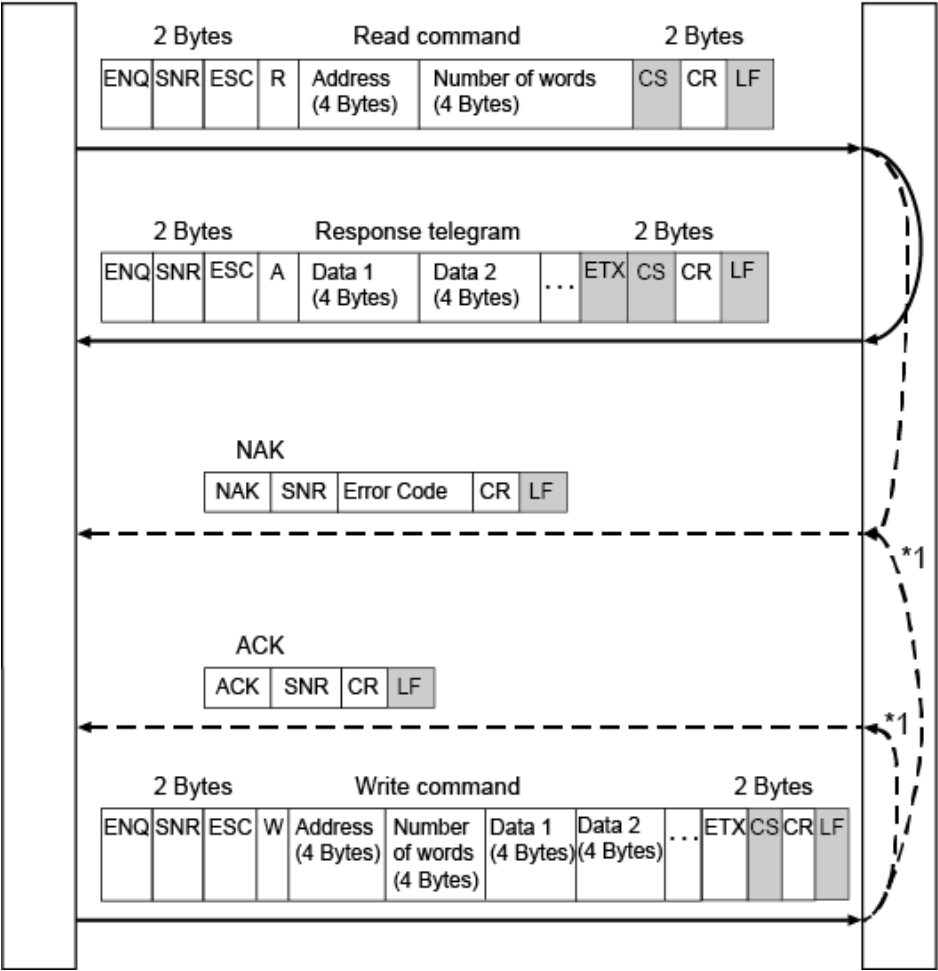 2 Bytes Read command 2 Bytes
ENQ SNR ESC R Address Number of words CS CR LF
(4 Bytes) (4 Bytes)
2 Bytes Response telegram 2 Bytes
ENQ SNR ESC A Data 1 Data 2 ... ETX CS CR LF
(4 Bytes) (4 Bytes)
NAK
NAK SNR Error Code CR LF
*1
ACK
ACK SNR CR LF
*1
2 Bytes Write command 2 Bytes
ENQ SNR ESC W Address Number Data 1 Data 2 ... ETX CS CR LF
(4 Bytes) of words (4 Bytes) (4 Bytes)
(4 Bytes)